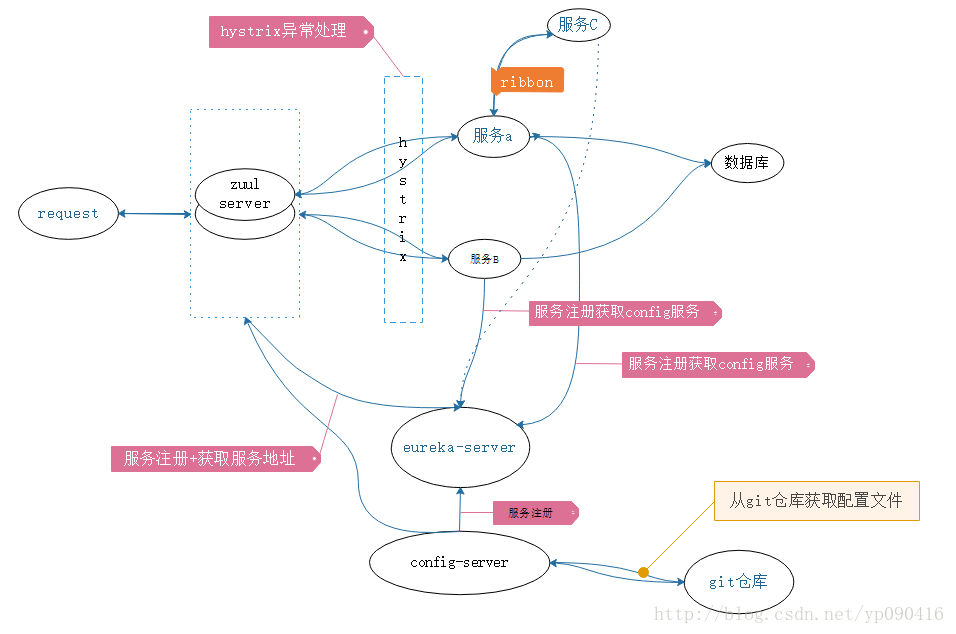 hystrix异常处理
服务C
ribbon
hystrix
服务a
数据库
zuul
server
request
服务B
服务注册获取config服务
服务注册获取config服务
eureka-server
服务注册+获取服务地址
从git仓库获取配置文件
服务注册
config-server
git仓库
http://blog.csdn.net/yp090416